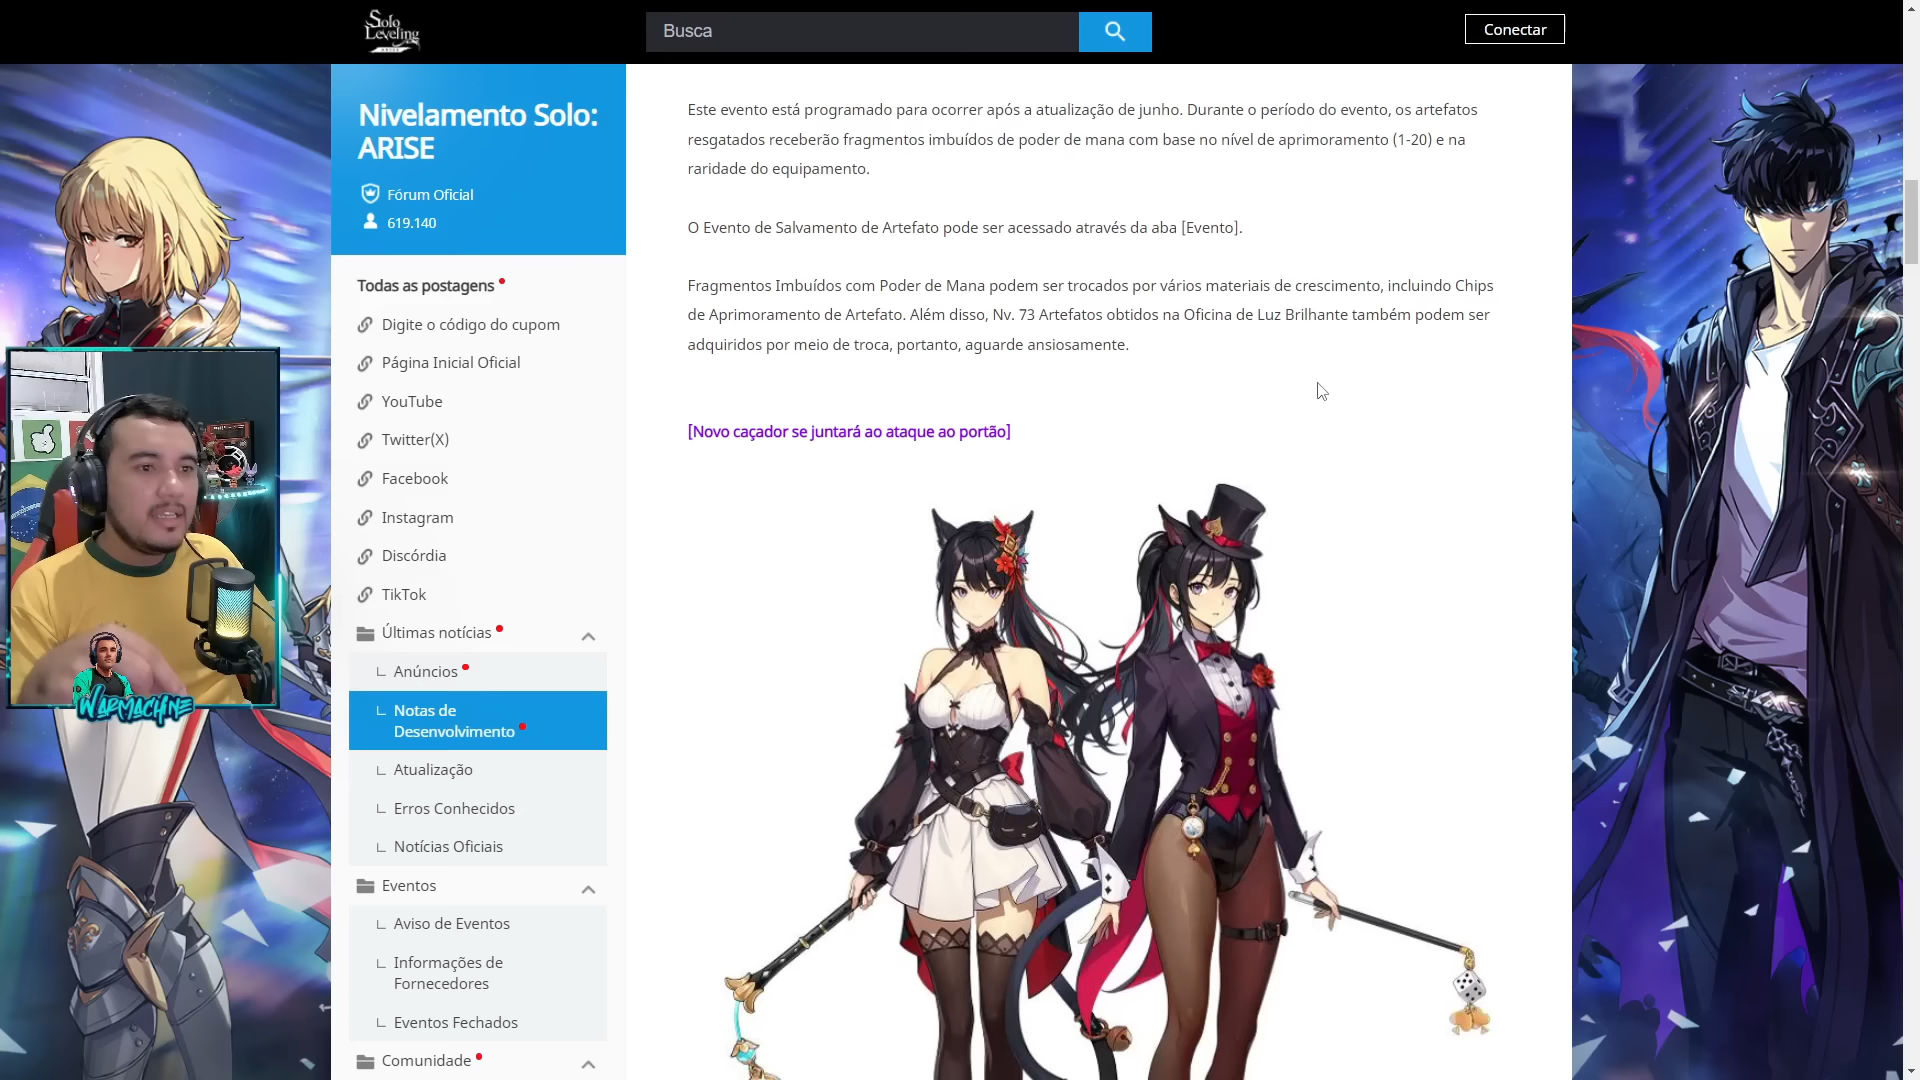 Solo
Leveling
ARISE
Busca
Conectar
Nivelamento Solo:
ARISE
Fórum Oficial
619.140
Todas as postagens
Digite o código do cupom
Página Inicial Oficial
YouTube
Twitter(X)
Facebook
Instagram
Discórdia
TikTok
Últimas notícias
Anúncios
Notas de
Desenvolvimento
Atualização
Erros Conhecidos
Notícias Oficiais
Eventos
Aviso de Eventos
Informações de
Fornecedores
Eventos Fechados
Comunidade
Este evento está programado para ocorrer após a atualização de junho. Durante o período do evento, os artefatos
resgatados receberão fragmentos imbuídos de poder de mana com base no nível de aprimoramento (1-20) e na
raridade do equipamento.
O Evento de Salvamento de Artefato pode ser acessado através da aba [Evento].
Fragmentos Imbuídos com Poder de Mana podem ser trocados por vários materiais de crescimento, incluindo Chips
de Aprimoramento de Artefato. Além disso, Nv. 73 Artefatos obtidos na Oficina de Luz Brilhante também podem ser
adquiridos por meio de troca, portanto, aguarde ansiosamente.
[Novo caçador se juntará ao ataque ao portão]
WARMACHINE